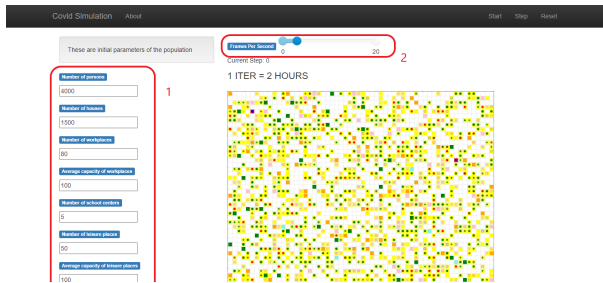 Covid Simulation About Start Step Reset
These are initial parameters of the population
Frames Per Second
0 20
2
Current Step: 0
1 ITER = 2 HOURS
1
Number of persons
4000
Number of houses
1500
Number of workplaces
80
Average capacity of workplaces
100
Number of school centers
5
Number of leisure places
50
Average capacity of leisure places
100